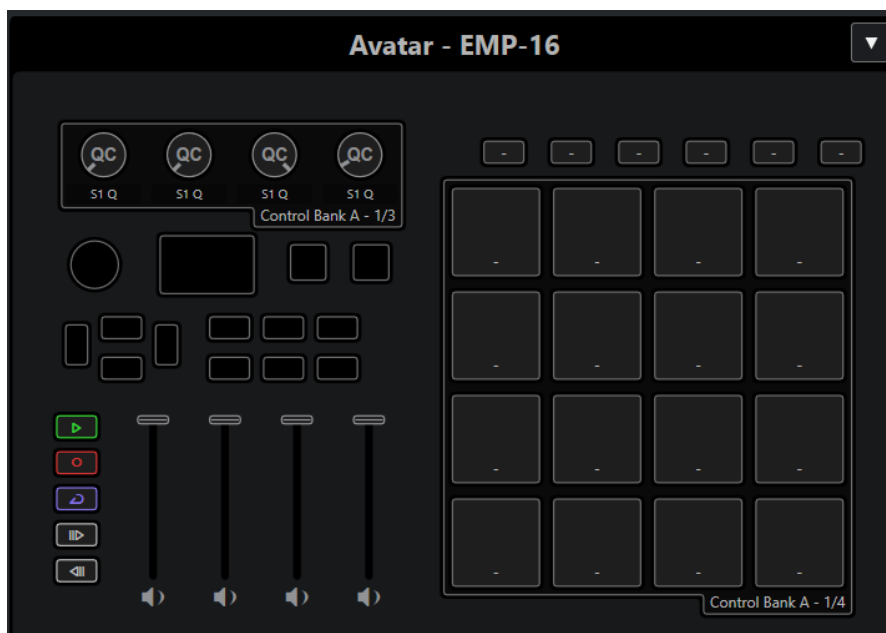 Avatar - EMP-16
QC QC QC QC
S1 Q S1 Q S1 Q S1 Q
Control Bank A - 1/3
- - - - - -
- - - -
- - - -
- - - -
- - - -
Control Bank A - 1/4